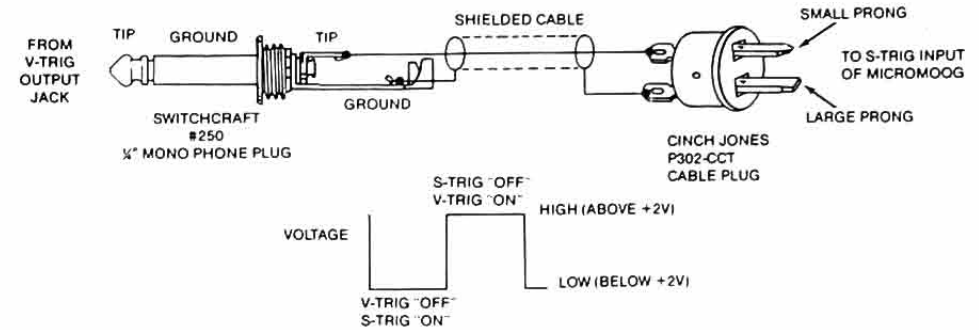 FROM
V-TRIG
OUTPUT
JACK
TIP
GROUND
TIP
GROUND
SWITCHCRAFT
#250
¼" MONO PHONE PLUG
SHIELDED CABLE
SMALL PRONG
TO S-TRIG INPUT
OF MICROMOOG
LARGE PRONG
CINCH JONES
P302-CCT
CABLE PLUG
S-TRIG "OFF"
V-TRIG "ON"
HIGH (ABOVE +2V)
VOLTAGE
LOW (BELOW +2V)
V-TRIG "OFF"
S-TRIG "ON"